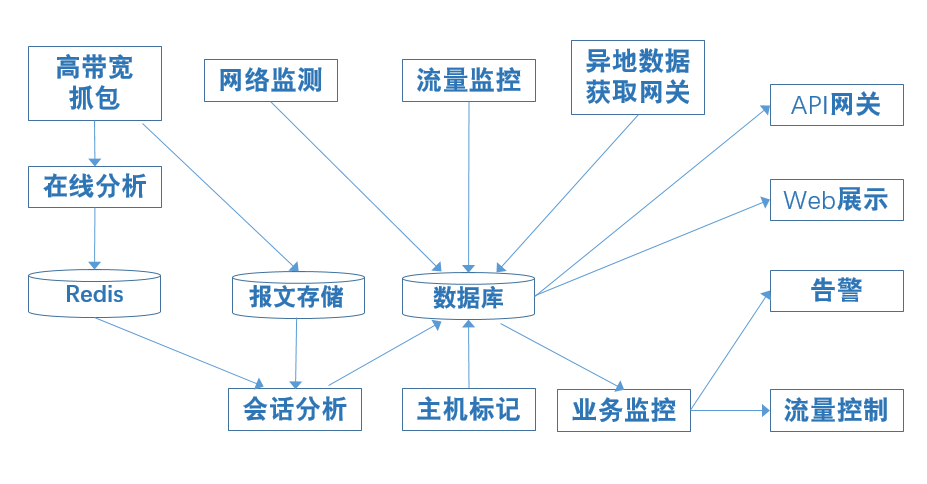 高带宽
抓包
网络监测
流量监控
异地数据
获取网关
API网关
在线分析
Web展示
Redis
报文存储
数据库
告警
会话分析
主机标记
业务监控
流量控制